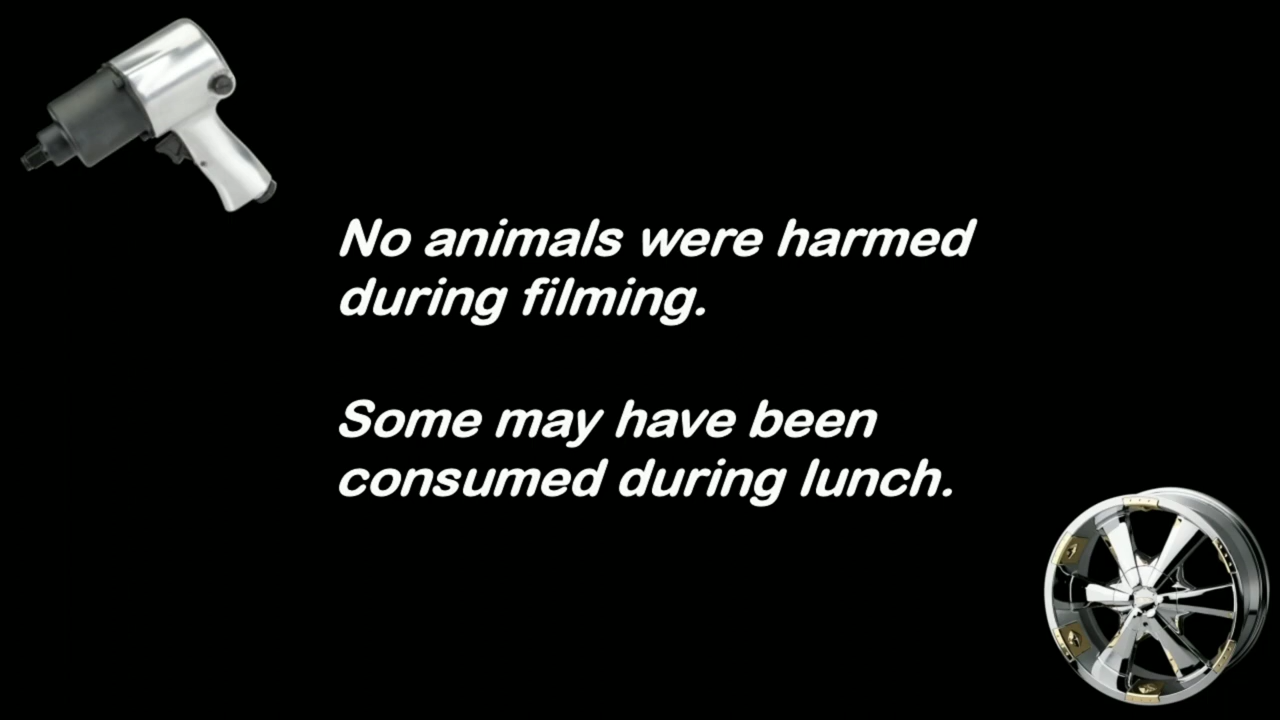 No animals were harmed
during filming.
Some may have been
consumed during lunch.